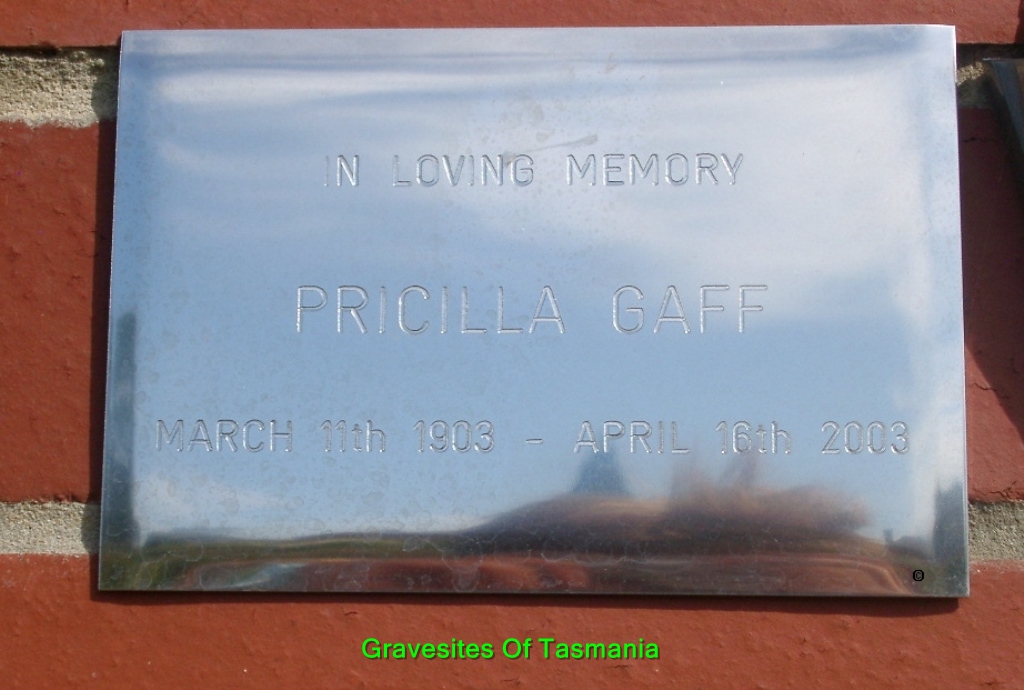 IN LOVING MEMORY
PRICILLA GAFF
MARCH 11th 1903 - APRIL 16th 2003
©
Gravesites Of Tasmania